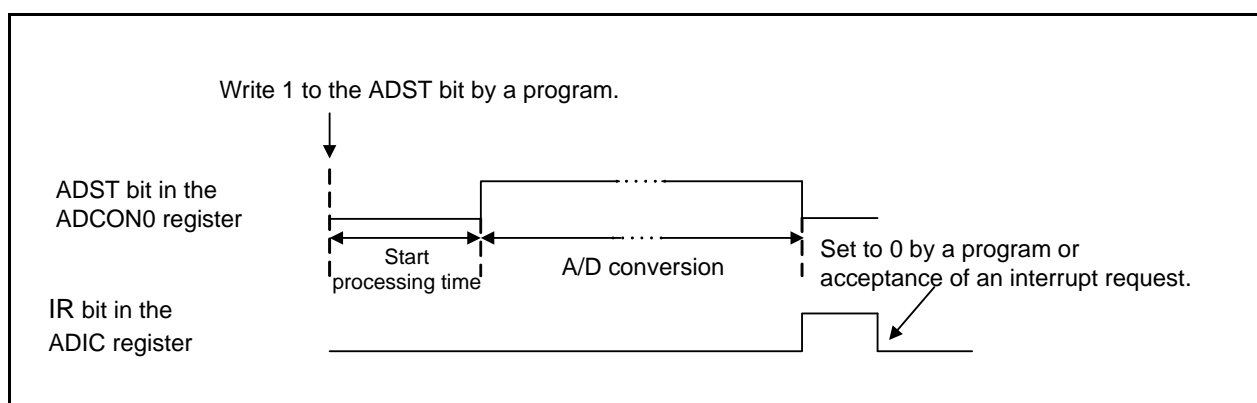 Write 1 to the ADST bit by a program.
ADST bit in the
ADCON0 register
Start
processing time
A/D conversion
Set to 0 by a program or
acceptance of an interrupt request.
IR bit in the
ADIC register